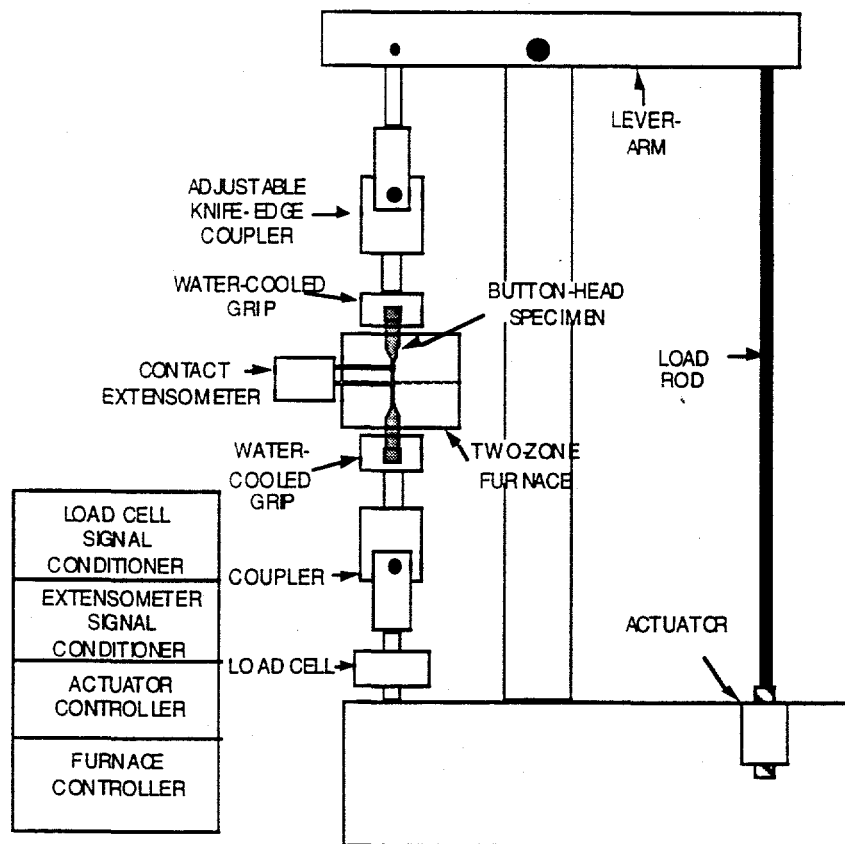 LEVER-
ARM
ADJUSTABLE
KNIFE-EDGE
COUPLER
WATER-COOLED
GRIP
BUTTON-HEAD
SPECIMEN
CONTACT
EXTENSOMETER
LOAD
ROD
WATER-
COOLED
GRIP
TWO-ZONE
FURNACE
LOAD CELL
SIGNAL
CONDITIONER
COUPLER
EXTENSOMETER
SIGNAL
CONDITIONER
ACTUATOR
LOAD CELL
ACTUATOR
CONTROLLER
FURNACE
CONTROLLER